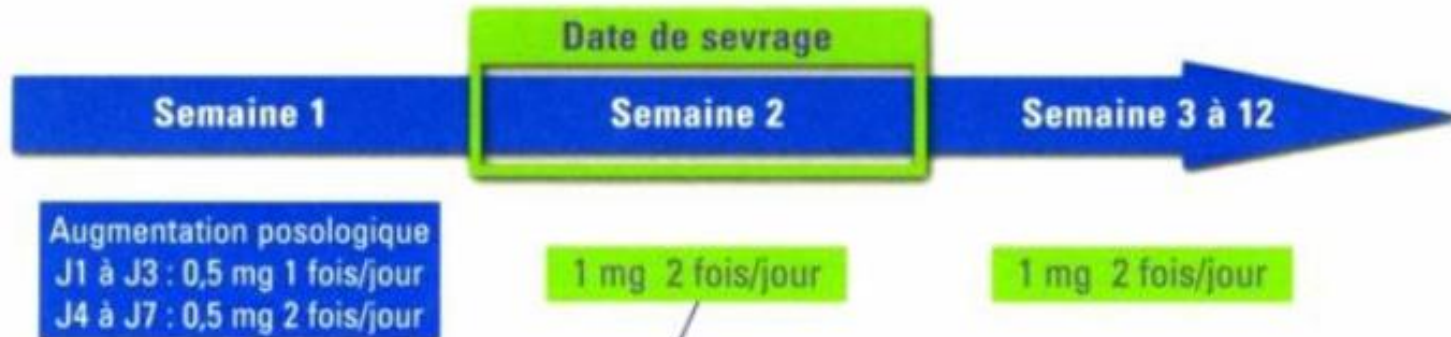 Date de sevrage
Semaine 1
Semaine 2
Semaine 3 à 12
Augmentation posologique
J1 à J3 : 0,5 mg 1 fois/jour
J4 à J7 : 0,5 mg 2 fois/jour
1 mg 2 fois/jour
1 mg 2 fois/jour